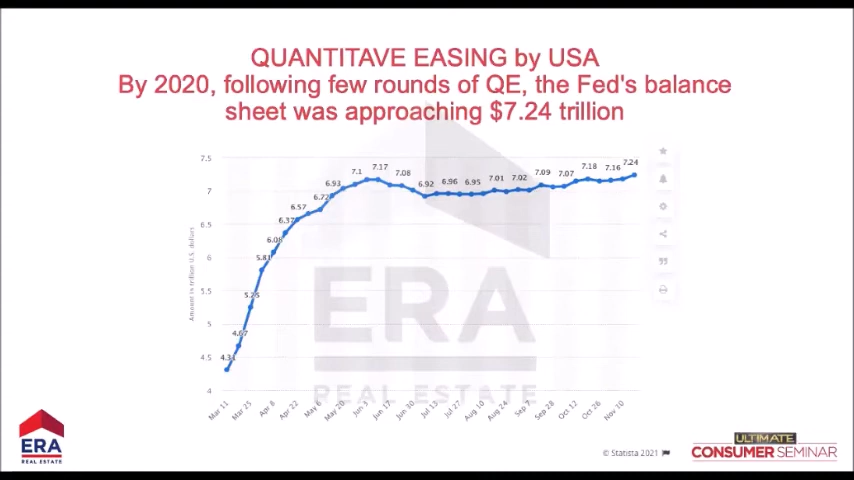 QUANTITAVE EASING by USA
By 2020, following few rounds of QE, the Fed's balance
sheet was approaching $7.24 trillion
7.5
7
6.5
6
5.5
5
4.5
4
Amount in trillion U.S. dollars
4.31
4.67
5.25
5.81
6.08
6.37
6.57
6.72
6.93
7.1
7.17
7.08
6.92
6.96
6.95
7.01
7.02
7.09
7.07
7.18
7.16
7.24
Mar 11
Mar 25
Apr 8
Apr 22
May 6
May 20
Jun 3
Jun 17
Jun 30
Jul 13
Jul 27
Aug 10
Aug 24
Sep 7
Sep 28
Oct 12
Oct 26
Nov 10
ERA
REAL ESTATE
ERA
REAL ESTATE
© Statista 2021
ULTIMATE
CONSUMER SEMINAR